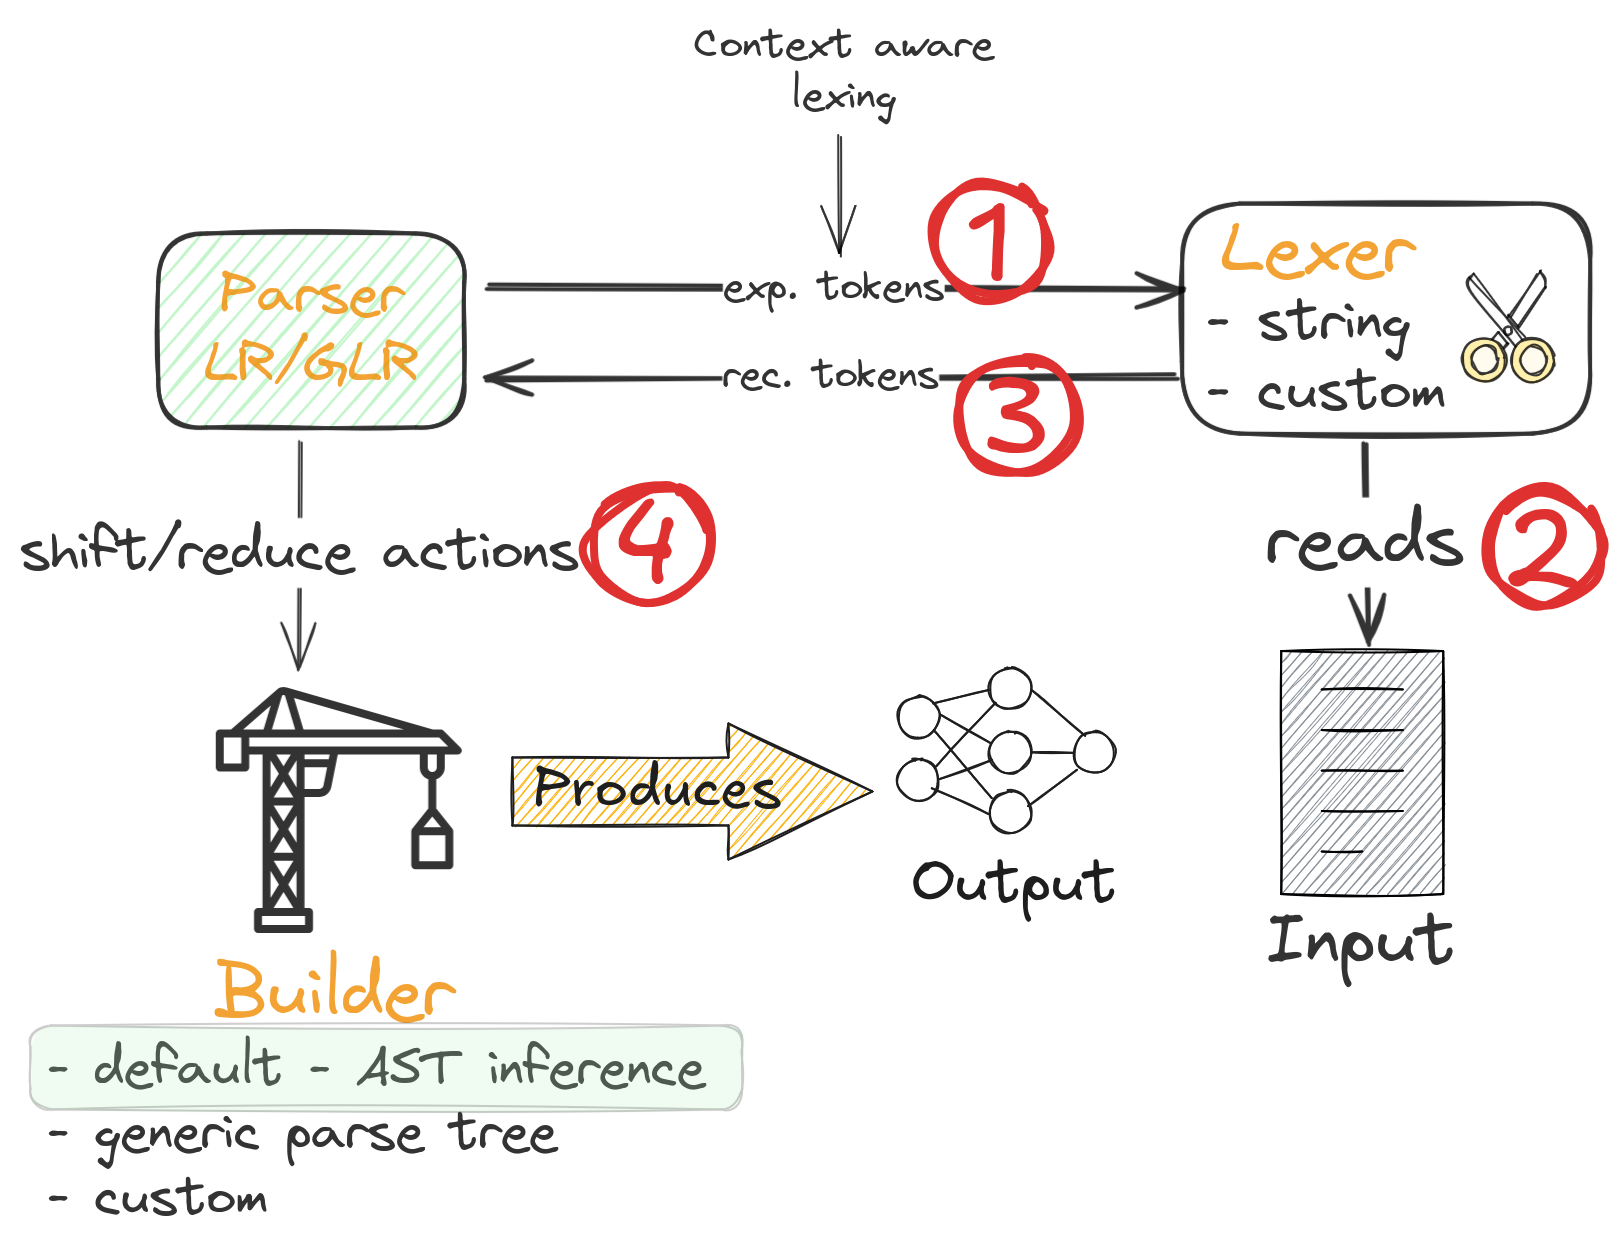 Context aware
lexing
1
Parser
LR/GLR
exp. tokens
rec. tokens
3
Lexer
- string
- custom
shift/reduce actions
4
reads
2
Produces
Output
Input
Builder
- default - AST inference
- generic parse tree
- custom